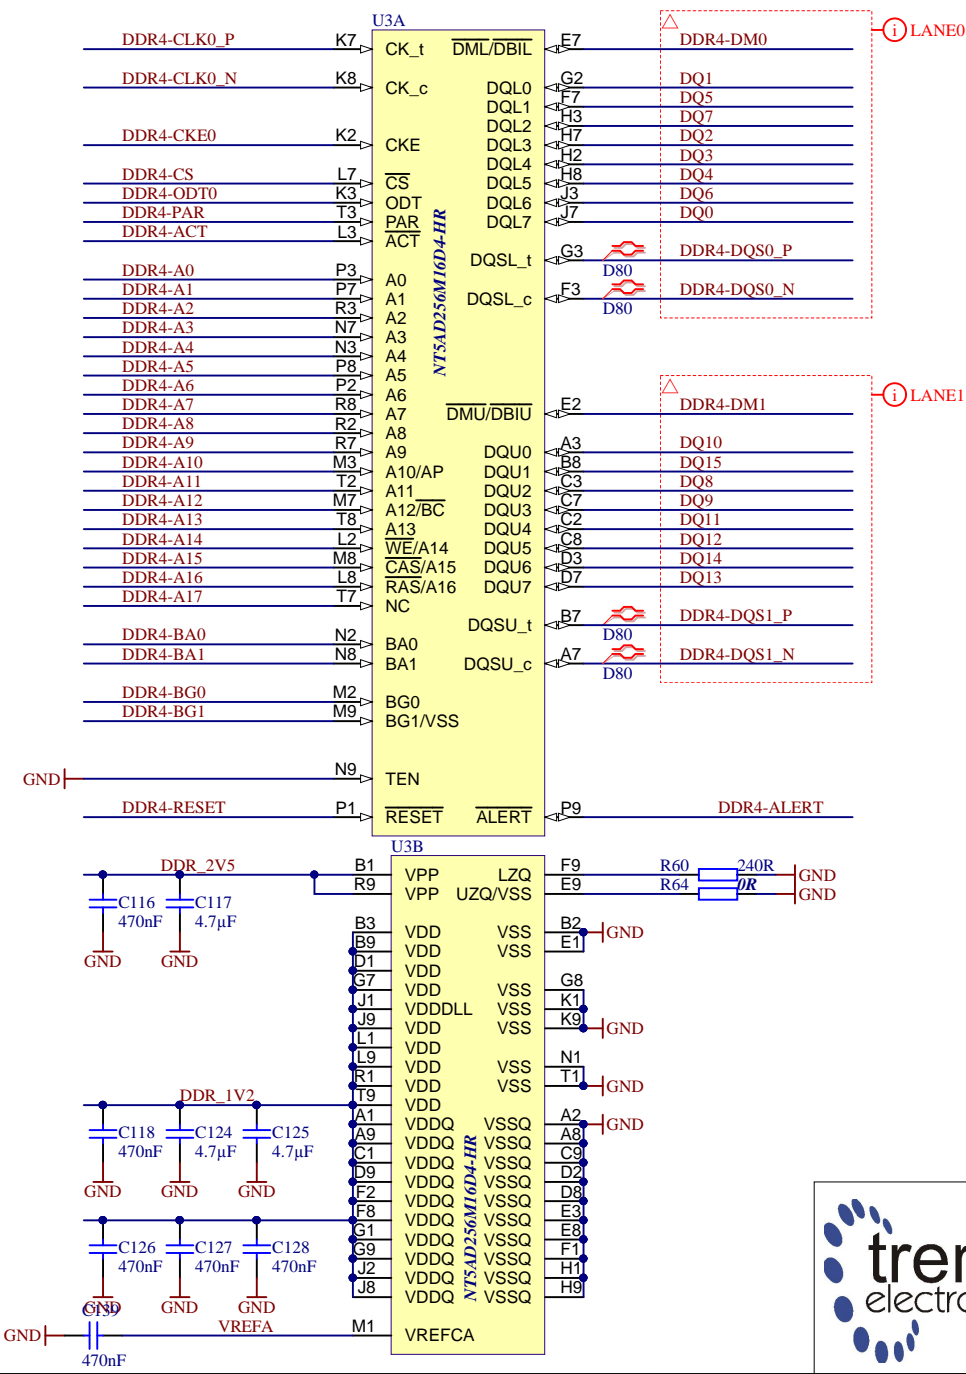 U3A
DDR4-CLK0_P K7 CK_t DML/DBIL E7 DDR4-DM0
LANE0
DDR4-CLK0_N K8 CK_c DQL0 G2 DQ1
DQL1 F7 DQ5
DQL2 H3 DQ7
DDR4-CKE0 K2 CKE DQL3 H7 DQ2
DQL4 H2 DQ3
DDR4-CS L7 CS DQL5 H8 DQ4
DDR4-ODT0 K3 ODT DQL6 J3 DQ6
DDR4-PAR T3 PAR DQL7 J7 DQ0
DDR4-ACT L3 ACT
DQSL_t G3 DDR4-DQS0_P
D80
DDR4-A0 P3 A0
DDR4-A1 P7 A1 DQSL_c F3 DDR4-DQS0_N
D80
DDR4-A2 R3 A2
DDR4-A3 N7 A3
DDR4-A4 N3 A4
DDR4-A5 P8 A5
DDR4-A6 P2 A6
LANE1
DDR4-A7 R8 A7 DMU/DBIU E2 DDR4-DM1
DDR4-A8 R2 A8
DDR4-A9 R7 A9 DQU0 A3 DQ10
DDR4-A10 M3 A10/AP DQU1 B8 DQ15
DDR4-A11 T2 A11 DQU2 C3 DQ8
DDR4-A12 M7 A12/BC DQU3 C7 DQ9
DDR4-A13 T8 A13 DQU4 C2 DQ11
DDR4-A14 L2 WE/A14 DQU5 C8 DQ12
DDR4-A15 M8 CAS/A15 DQU6 D3 DQ14
DDR4-A16 L8 RAS/A16 DQU7 D7 DQ13
DDR4-A17 T7 NC
DQSU_t B7 DDR4-DQS1_P
D80
DDR4-BA0 N2 BA0
DDR4-BA1 N8 BA1 DQSU_c A7 DDR4-DQS1_N
D80
DDR4-BG0 M2 BG0
DDR4-BG1 M9 BG1/VSS
GND N9 TEN
DDR4-RESET P1 RESET ALERT P9 DDR4-ALERT
NT5AD256M16D4-HR
U3B
DDR_2V5 B1 VPP LZQ F9 R60 240R GND
R9 VPP UZQ/VSS E9 R64 0R GND
C116 C117
470nF 4.7µF
GND GND
B3 VDD VSS B2 GND
B9 VDD VSS E1
D1 VDD
G7 VDD VSS G8
J1 VDDDLL VSS K1
J9 VDD VSS K9 GND
L1 VDD
L9 VDD VSS N1
R1 VDD VSS T1 GND
DDR_1V2 T9 VDD
A1 VDDQ VSSQ A2 GND
C118 C124 C125
470nF 4.7µF 4.7µF
GND GND GND
A9 VDDQ VSSQ A8
C1 VDDQ VSSQ C9
D9 VDDQ VSSQ D2
F2 VDDQ VSSQ D8
F8 VDDQ VSSQ E3
G1 VDDQ VSSQ E8
G9 VDDQ VSSQ F1
J2 VDDQ VSSQ H1
J8 VDDQ VSSQ H9
C126 C127 C128
470nF 470nF 470nF
GND GND GND
C139
GND VREFA M1 VREFCA
470nF
NT5AD256M16D4-HR
tren
electro